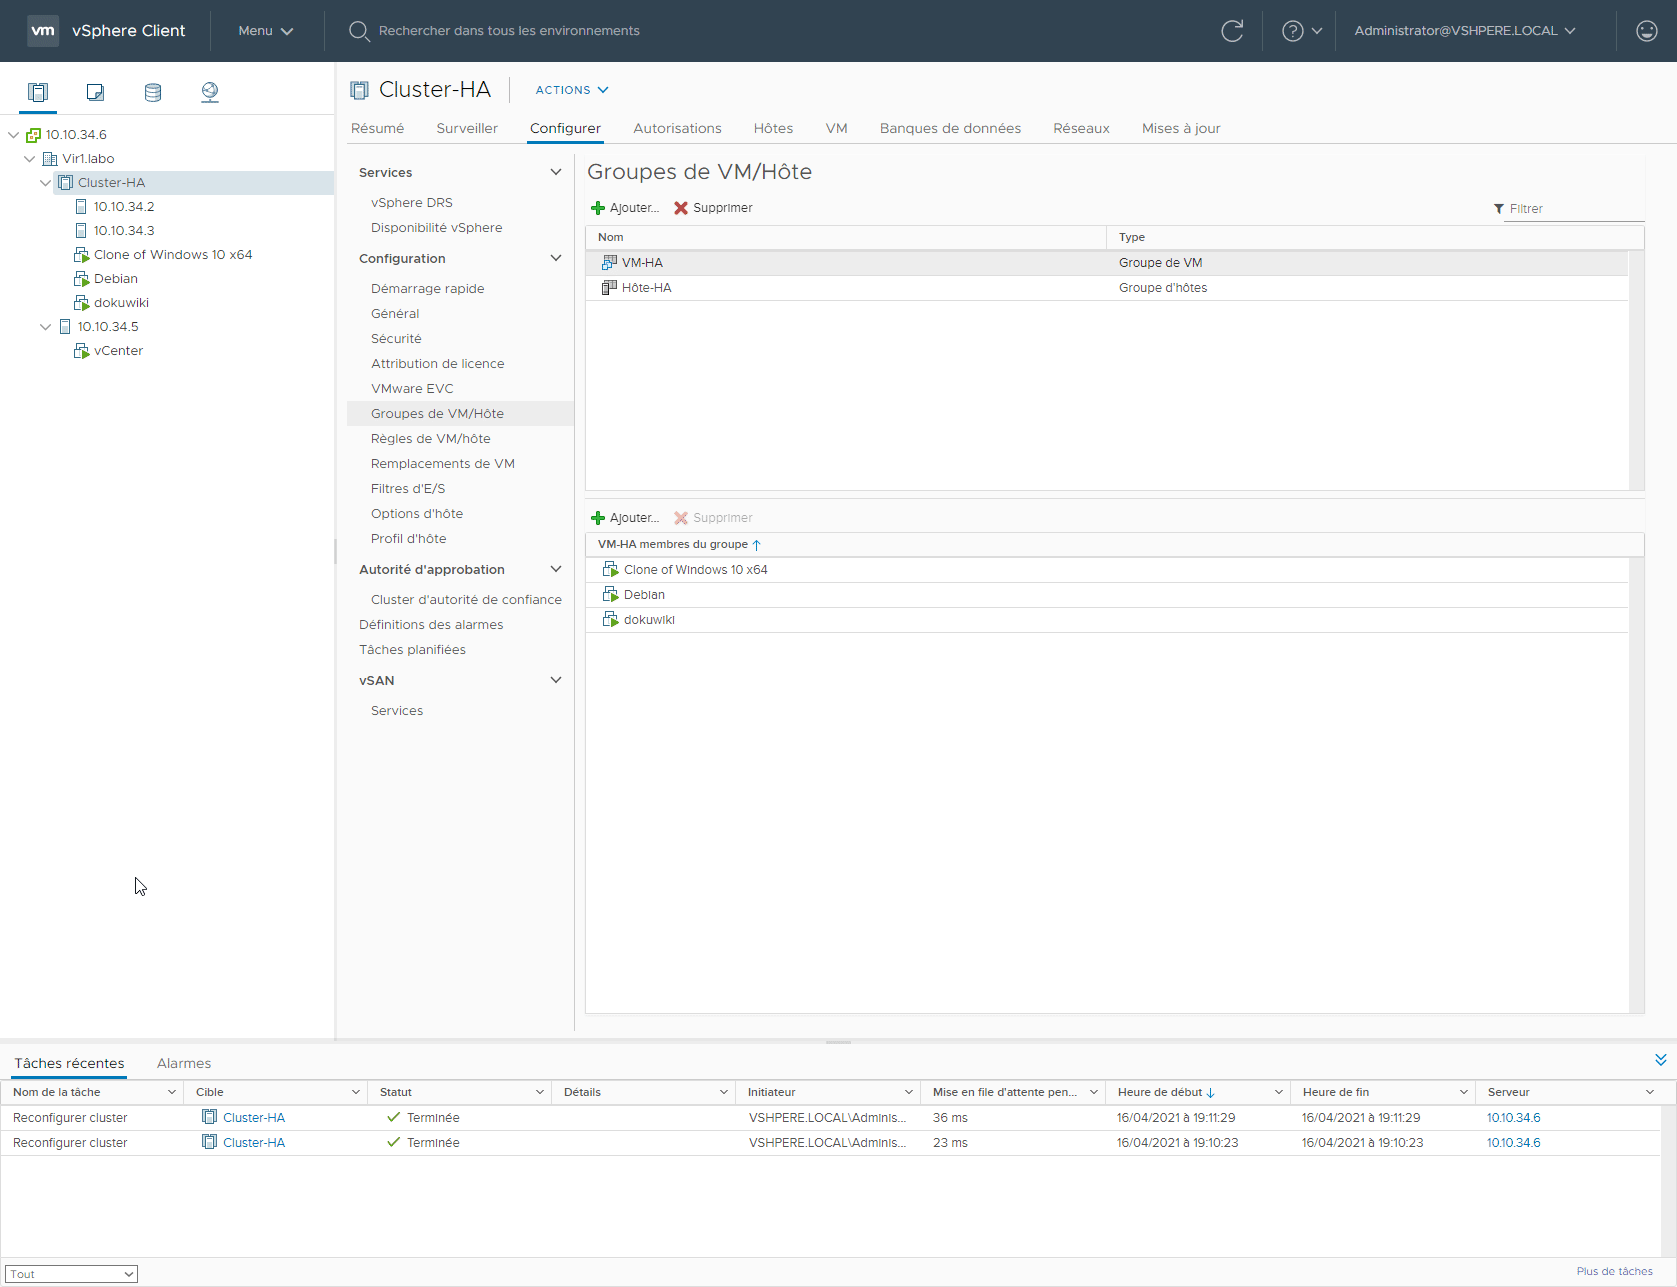 vm vSphere Client Menu Rechercher dans tous les environnements ? Administrator@VSHPERE.LOCAL
10.10.34.6
Vir1.labo
Cluster-HA
10.10.34.2
10.10.34.3
Clone of Windows 10 x64
Debian
dokuwiki
10.10.34.5
vCenter
Cluster-HA ACTIONS
Résumé Surveiller Configurer Autorisations Hôtes VM Banques de données Réseaux Mises à jour
Services
vSphere DRS
Disponibilité vSphere
Configuration
Démarrage rapide
Général
Sécurité
Attribution de licence
VMware EVC
Groupes de VM/Hôte
Règles de VM/hôte
Remplacements de VM
Filtres d'E/S
Options d'hôte
Profil d'hôte
Autorité d'approbation
Cluster d'autorité de confiance
Définitions des alarmes
Tâches planifiées
vSAN
Services
Groupes de VM/Hôte
Ajouter... Supprimer Filtrer
Nom Type
VM-HA Groupe de VM
Hôte-HA Groupe d'hôtes
Ajouter... Supprimer
VM-HA membres du groupe ↑
Clone of Windows 10 x64
Debian
dokuwiki
Tâches récentes Alarmes
Nom de la tâche Cible Statut Détails Initiateur Mise en file d'attente pen... Heure de début ↓ Heure de fin Serveur
Reconfigurer cluster Cluster-HA Terminée VSHPERE.LOCAL\Adminis... 36 ms 16/04/2021 à 19:11:29 16/04/2021 à 19:11:29 10.10.34.6
Reconfigurer cluster Cluster-HA Terminée VSHPERE.LOCAL\Adminis... 23 ms 16/04/2021 à 19:10:23 16/04/2021 à 19:10:23 10.10.34.6
Tout Plus de tâches